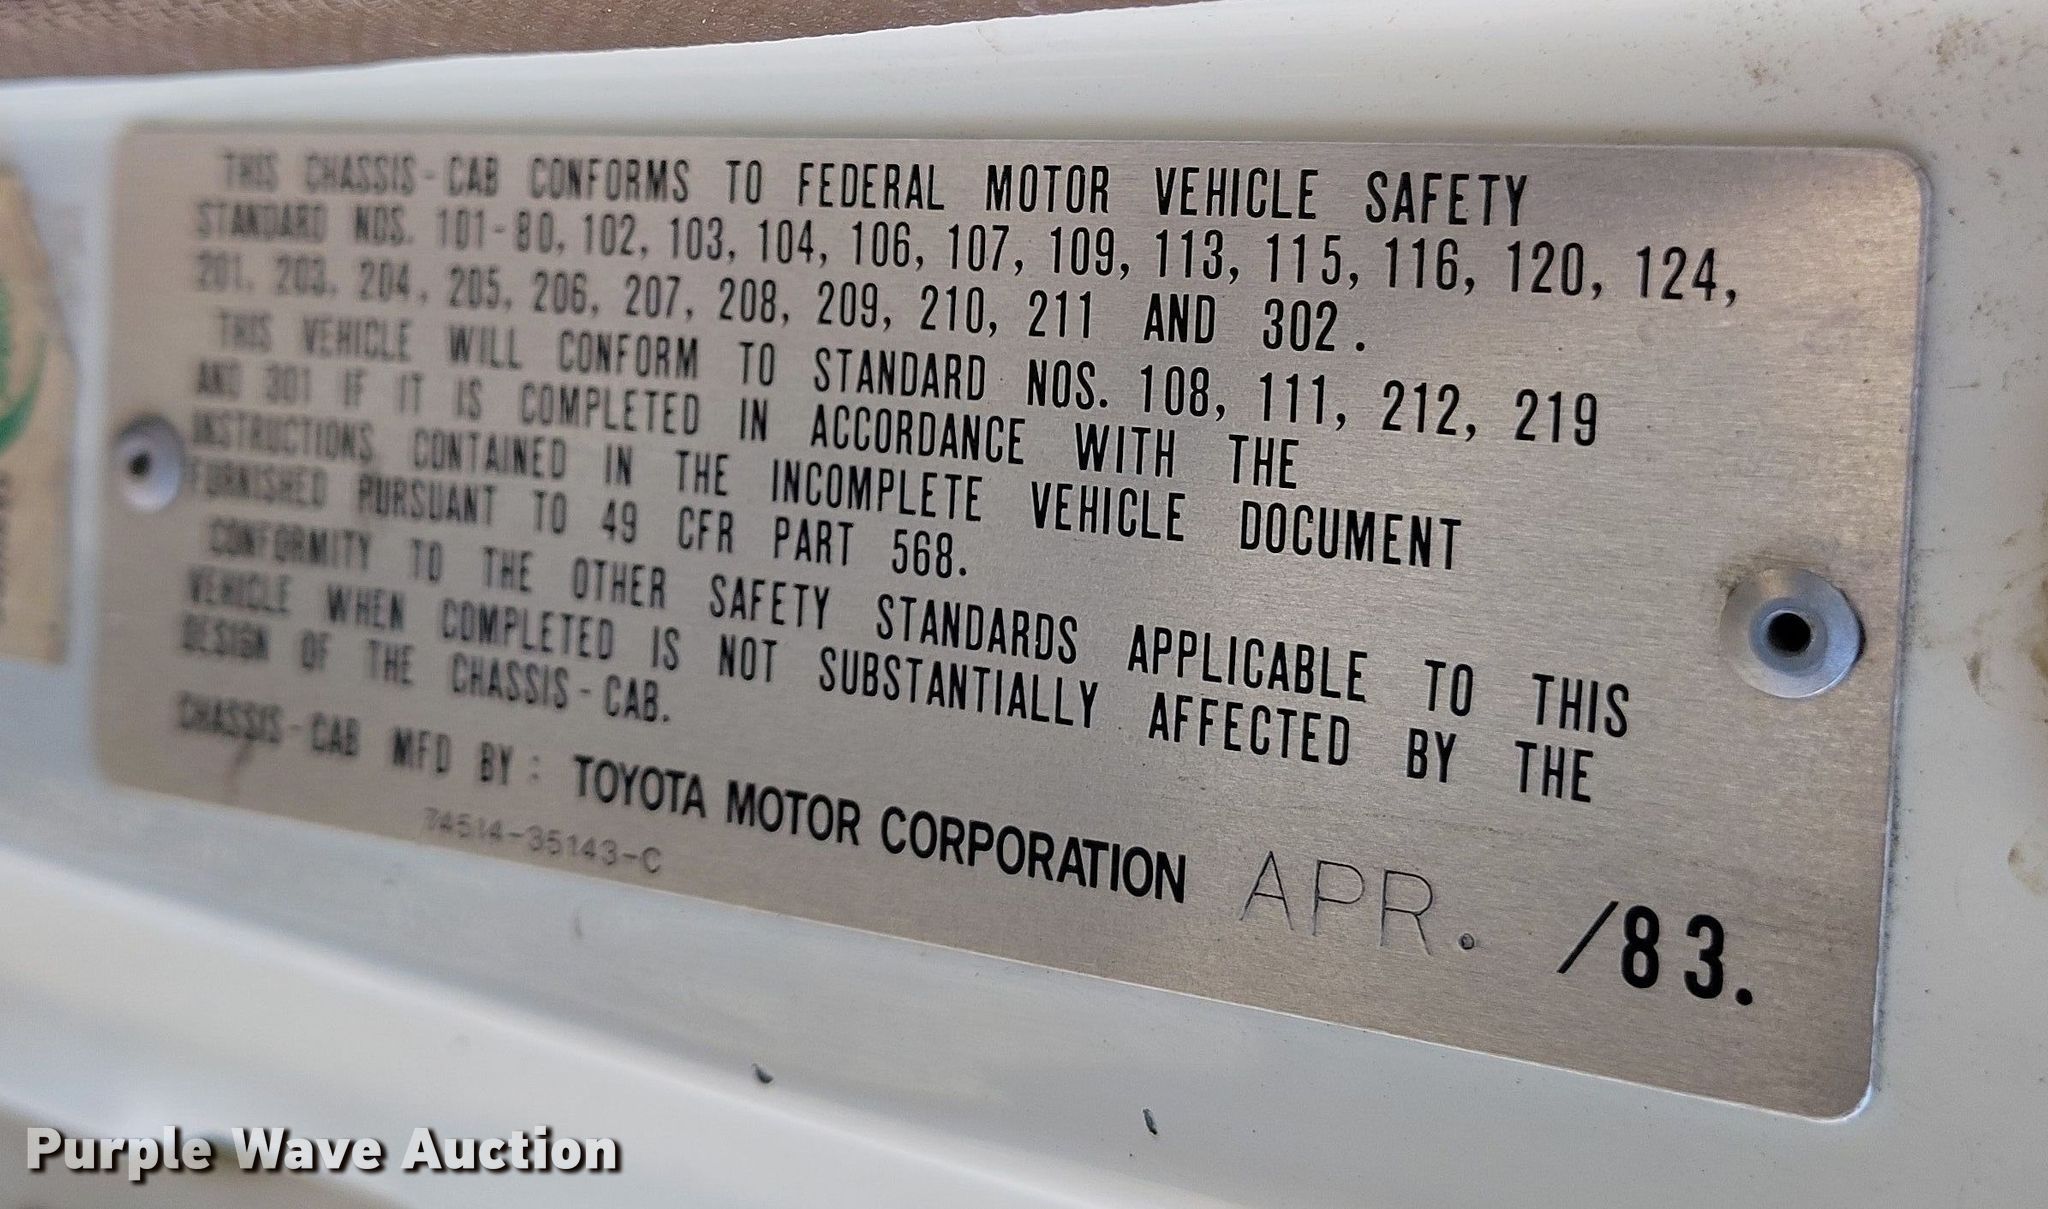 THIS CHASSIS-CAB CONFORMS TO FEDERAL MOTOR VEHICLE SAFETY
STANDARD NOS. 101-80, 102, 103, 104, 106, 107, 109, 113, 115, 116, 120, 124,
201, 203, 204, 205, 206, 207, 208, 209, 210, 211 AND 302.
THIS VEHICLE WILL CONFORM TO STANDARD NOS. 108, 111, 212, 219
AND 301 IF IT IS COMPLETED IN ACCORDANCE WITH THE
INSTRUCTIONS CONTAINED IN THE INCOMPLETE VEHICLE DOCUMENT
FURNISHED PURSUANT TO 49 CFR PART 568.
CONFORMITY TO THE OTHER SAFETY STANDARDS APPLICABLE TO THIS
VEHICLE WHEN COMPLETED IS NOT SUBSTANTIALLY AFFECTED BY THE
DESIGN OF THE CHASSIS-CAB.
CHASSIS-CAB MFD BY: TOYOTA MOTOR CORPORATION APR. /83.
74514-35143-C
Purple Wave Auction